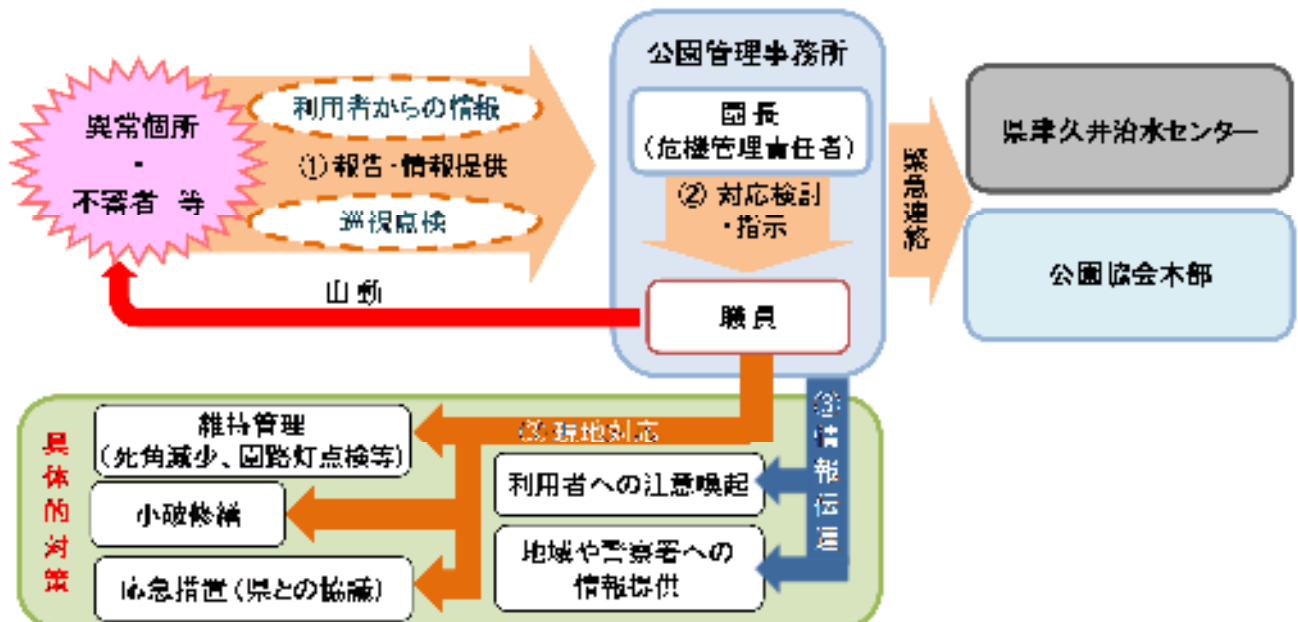 異常個所
・
不審者 等
利用者からの情報
①報告・情報提供
巡視点検
出動
公園管理事務所
園長
(危機管理責任者)
② 対応検討
・指示
職員
緊急連絡
県津久井治水センター
公園協会本部
具体的対策
維持管理
(死角減少、園路灯点検等)
小破修繕
応急措置(県との協議)
③現地対応
利用者への注意喚起
地域や警察署への
情報提供
③情報伝達